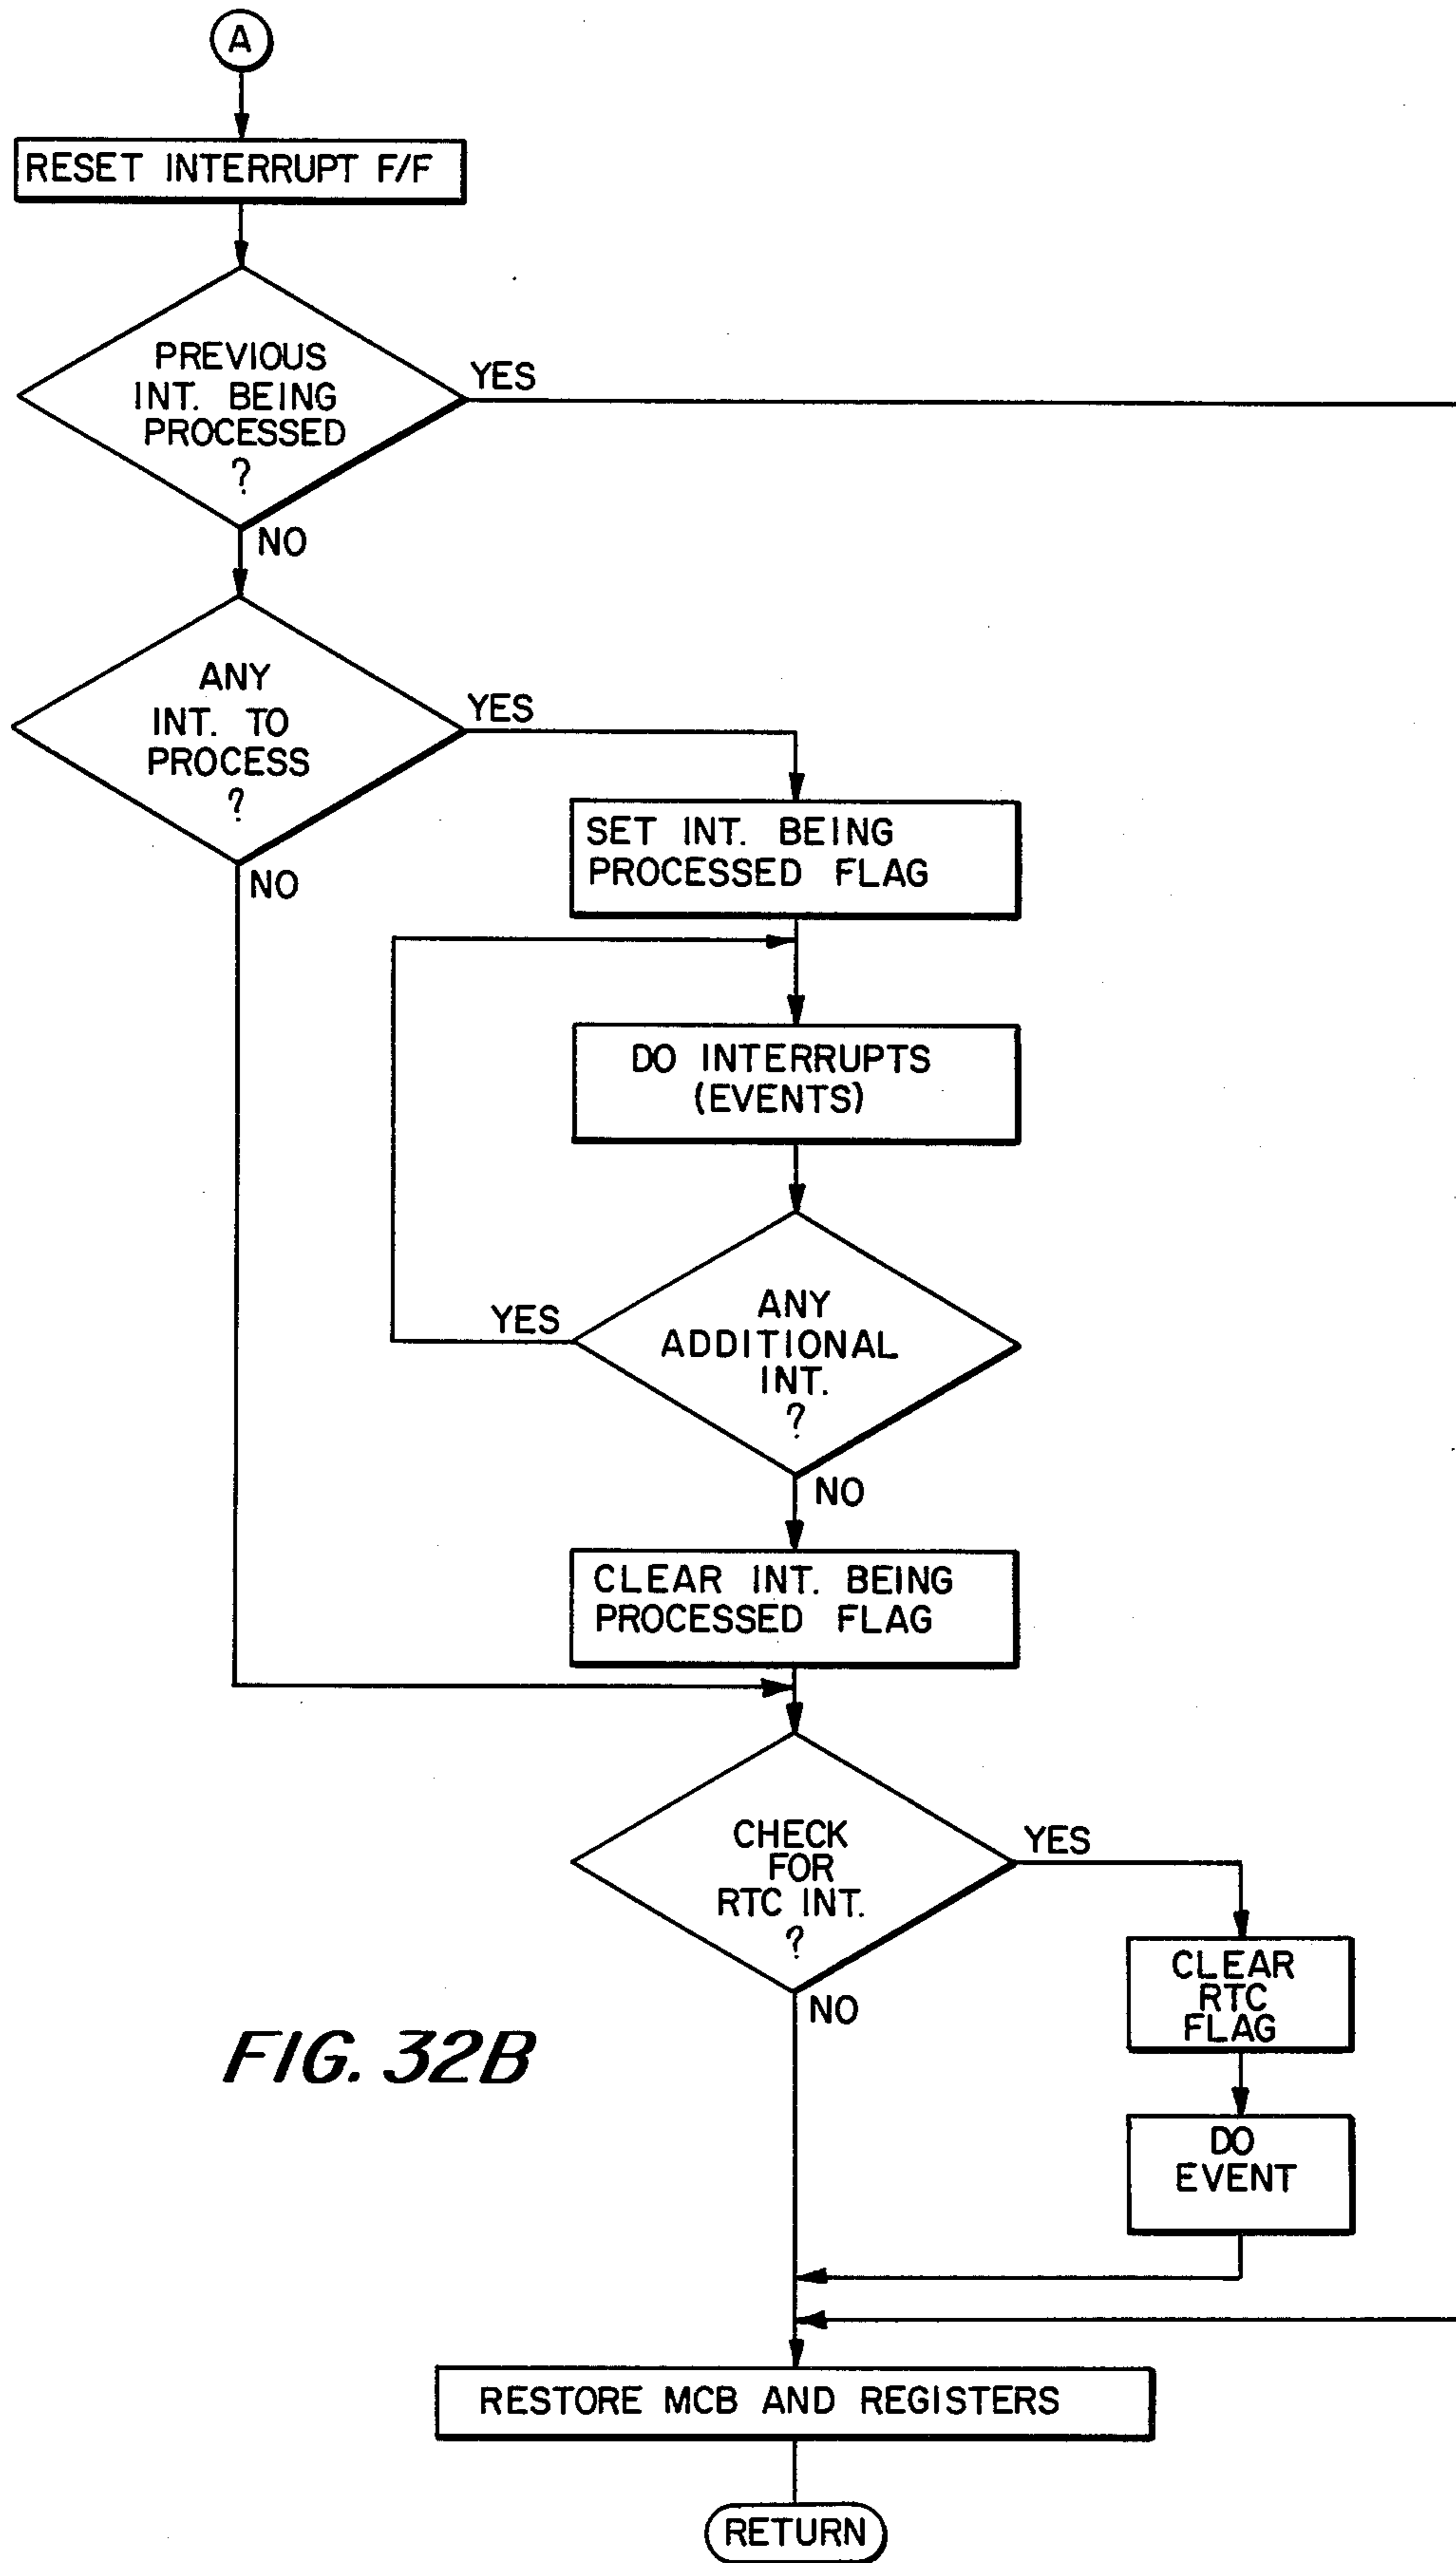 A
RESET INTERRUPT F/F
PREVIOUS
INT. BEING
PROCESSED
?
YES
NO
ANY
INT. TO
PROCESS
?
YES
NO
SET INT. BEING
PROCESSED FLAG
DO INTERRUPTS
(EVENTS)
ANY
ADDITIONAL
INT.
?
YES
NO
CLEAR INT. BEING
PROCESSED FLAG
CHECK
FOR
RTC INT.
?
YES
NO
CLEAR
RTC
FLAG
DO
EVENT
FIG. 32B
RESTORE MCB AND REGISTERS
RETURN